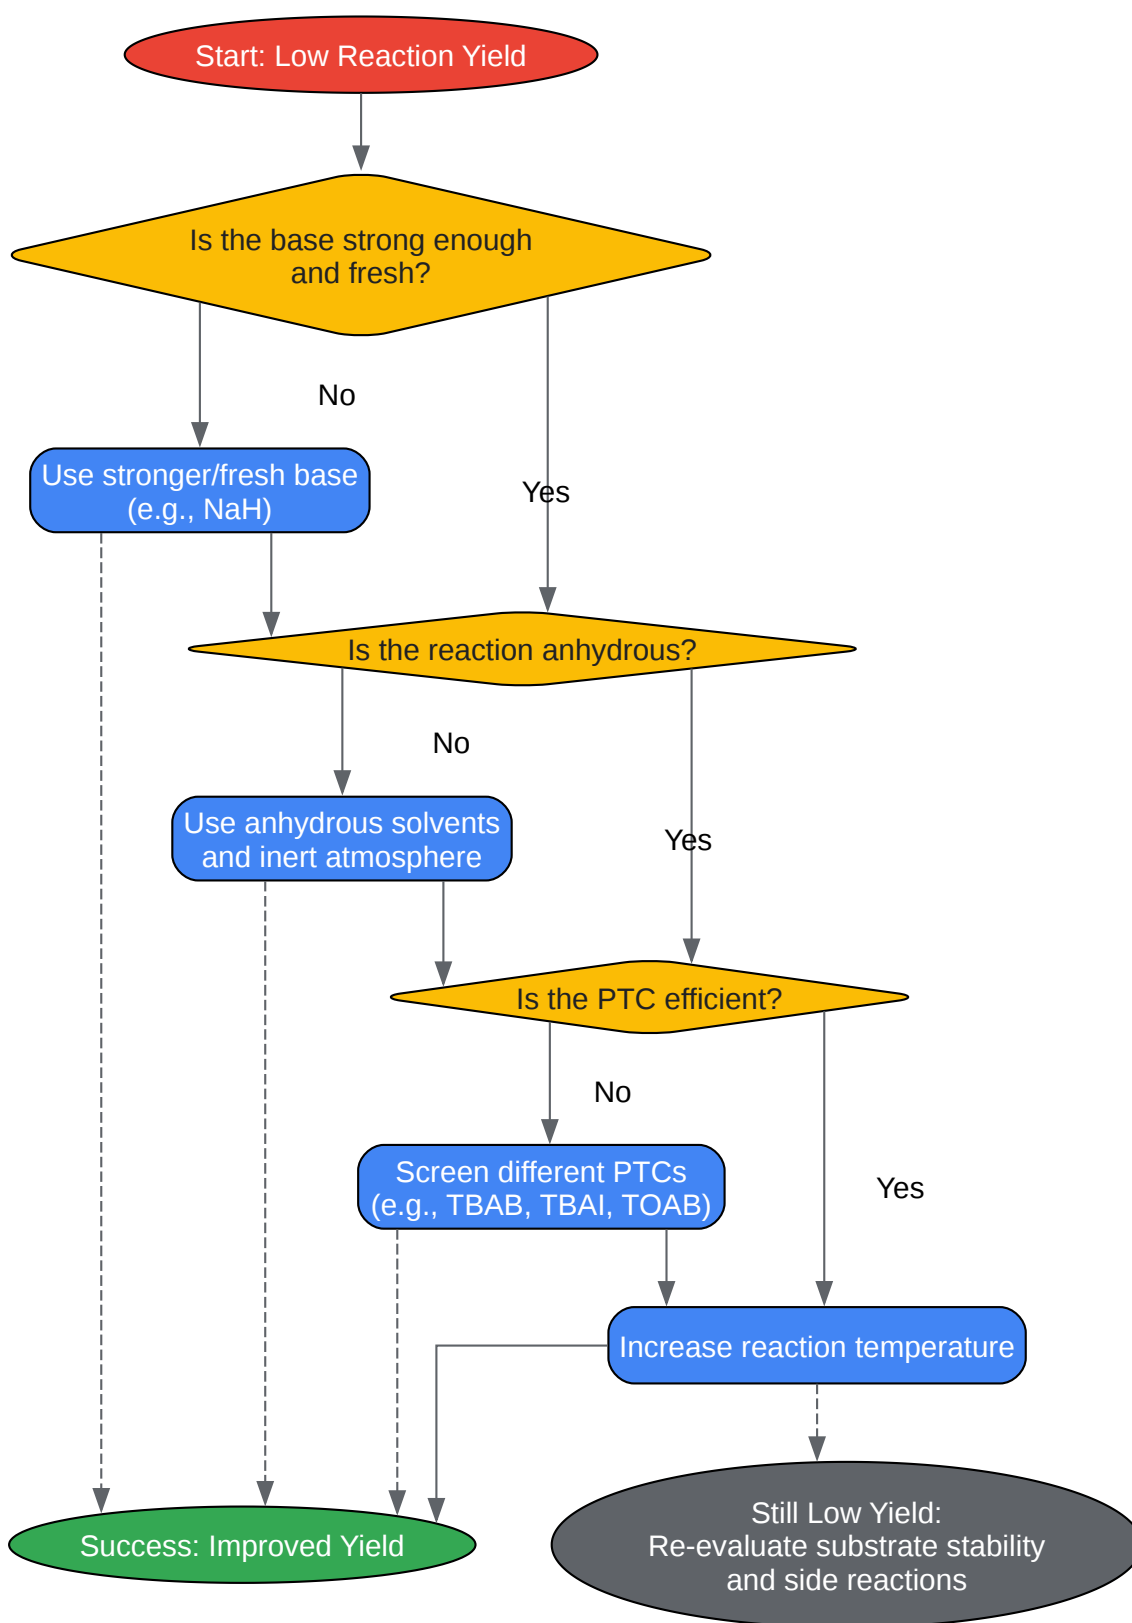 Start: Low Reaction Yield
Is the base strong enough
and fresh?
No
Use stronger/fresh base
(e.g., NaH)
Yes
Is the reaction anhydrous?
No
Use anhydrous solvents
and inert atmosphere
Yes
Is the PTC efficient?
No
Screen different PTCs
(e.g., TBAB, TBAI, TOAB)
Yes
Increase reaction temperature
Success: Improved Yield
Still Low Yield:
Re-evaluate substrate stability
and side reactions